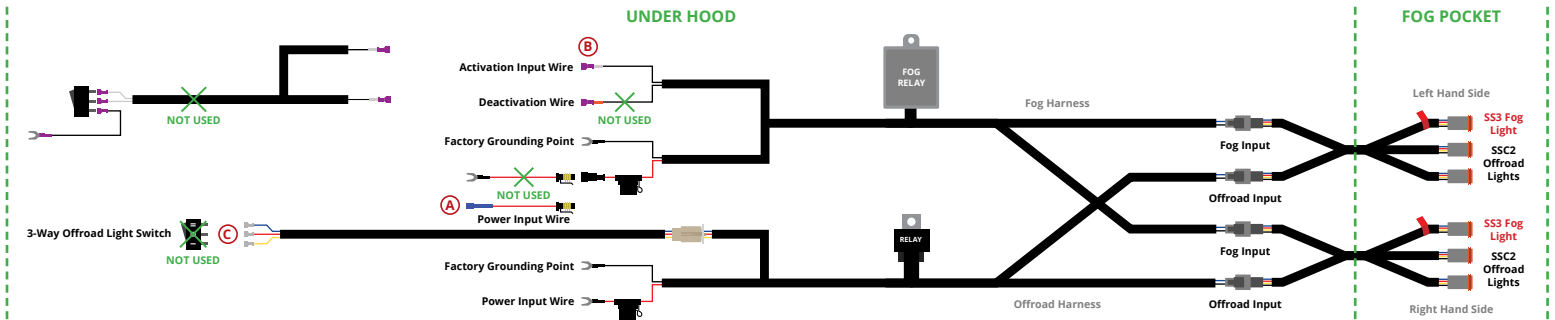 UNDER HOOD
FOG POCKET
B
Activation Input Wire
FOG
RELAY
Deactivation Wire
NOT USED
NOT USED
Fog Harness
Left Hand Side
SS3 Fog
Light
Factory Grounding Point
Fog Input
SSC2
Offroad
Lights
NOT USED
A
Power Input Wire
Offroad Input
3-Way Offroad Light Switch
C
NOT USED
RELAY
SS3 Fog
Light
Fog Input
SSC2
Offroad
Lights
Factory Grounding Point
Power Input Wire
Offroad Harness
Offroad Input
Right Hand Side